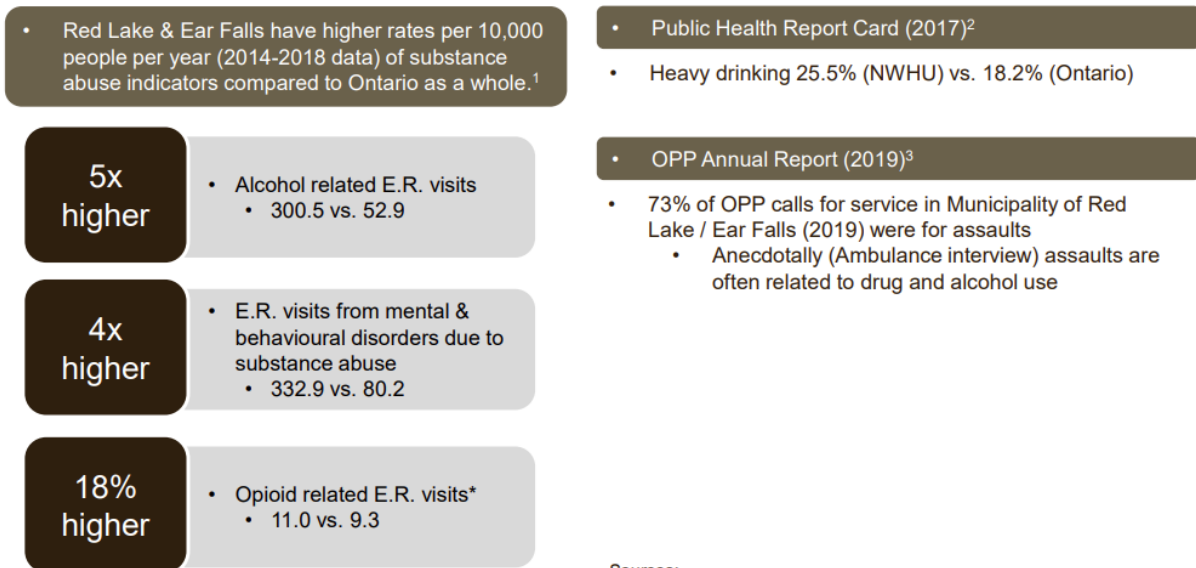 • Red Lake & Ear Falls have higher rates per 10,000
people per year (2014-2018 data) of substance
abuse indicators compared to Ontario as a whole.¹
5x
higher
• Alcohol related E.R. visits
• 300.5 vs. 52.9
4x
higher
• E.R. visits from mental &
behavioural disorders due to
substance abuse
• 332.9 vs. 80.2
18%
higher
• Opioid related E.R. visits*
• 11.0 vs. 9.3
• Public Health Report Card (2017)²
• Heavy drinking 25.5% (NWHU) vs. 18.2% (Ontario)
• OPP Annual Report (2019)³
• 73% of OPP calls for service in Municipality of Red
Lake / Ear Falls (2019) were for assaults
• Anecdotally (Ambulance interview) assaults are
often related to drug and alcohol use